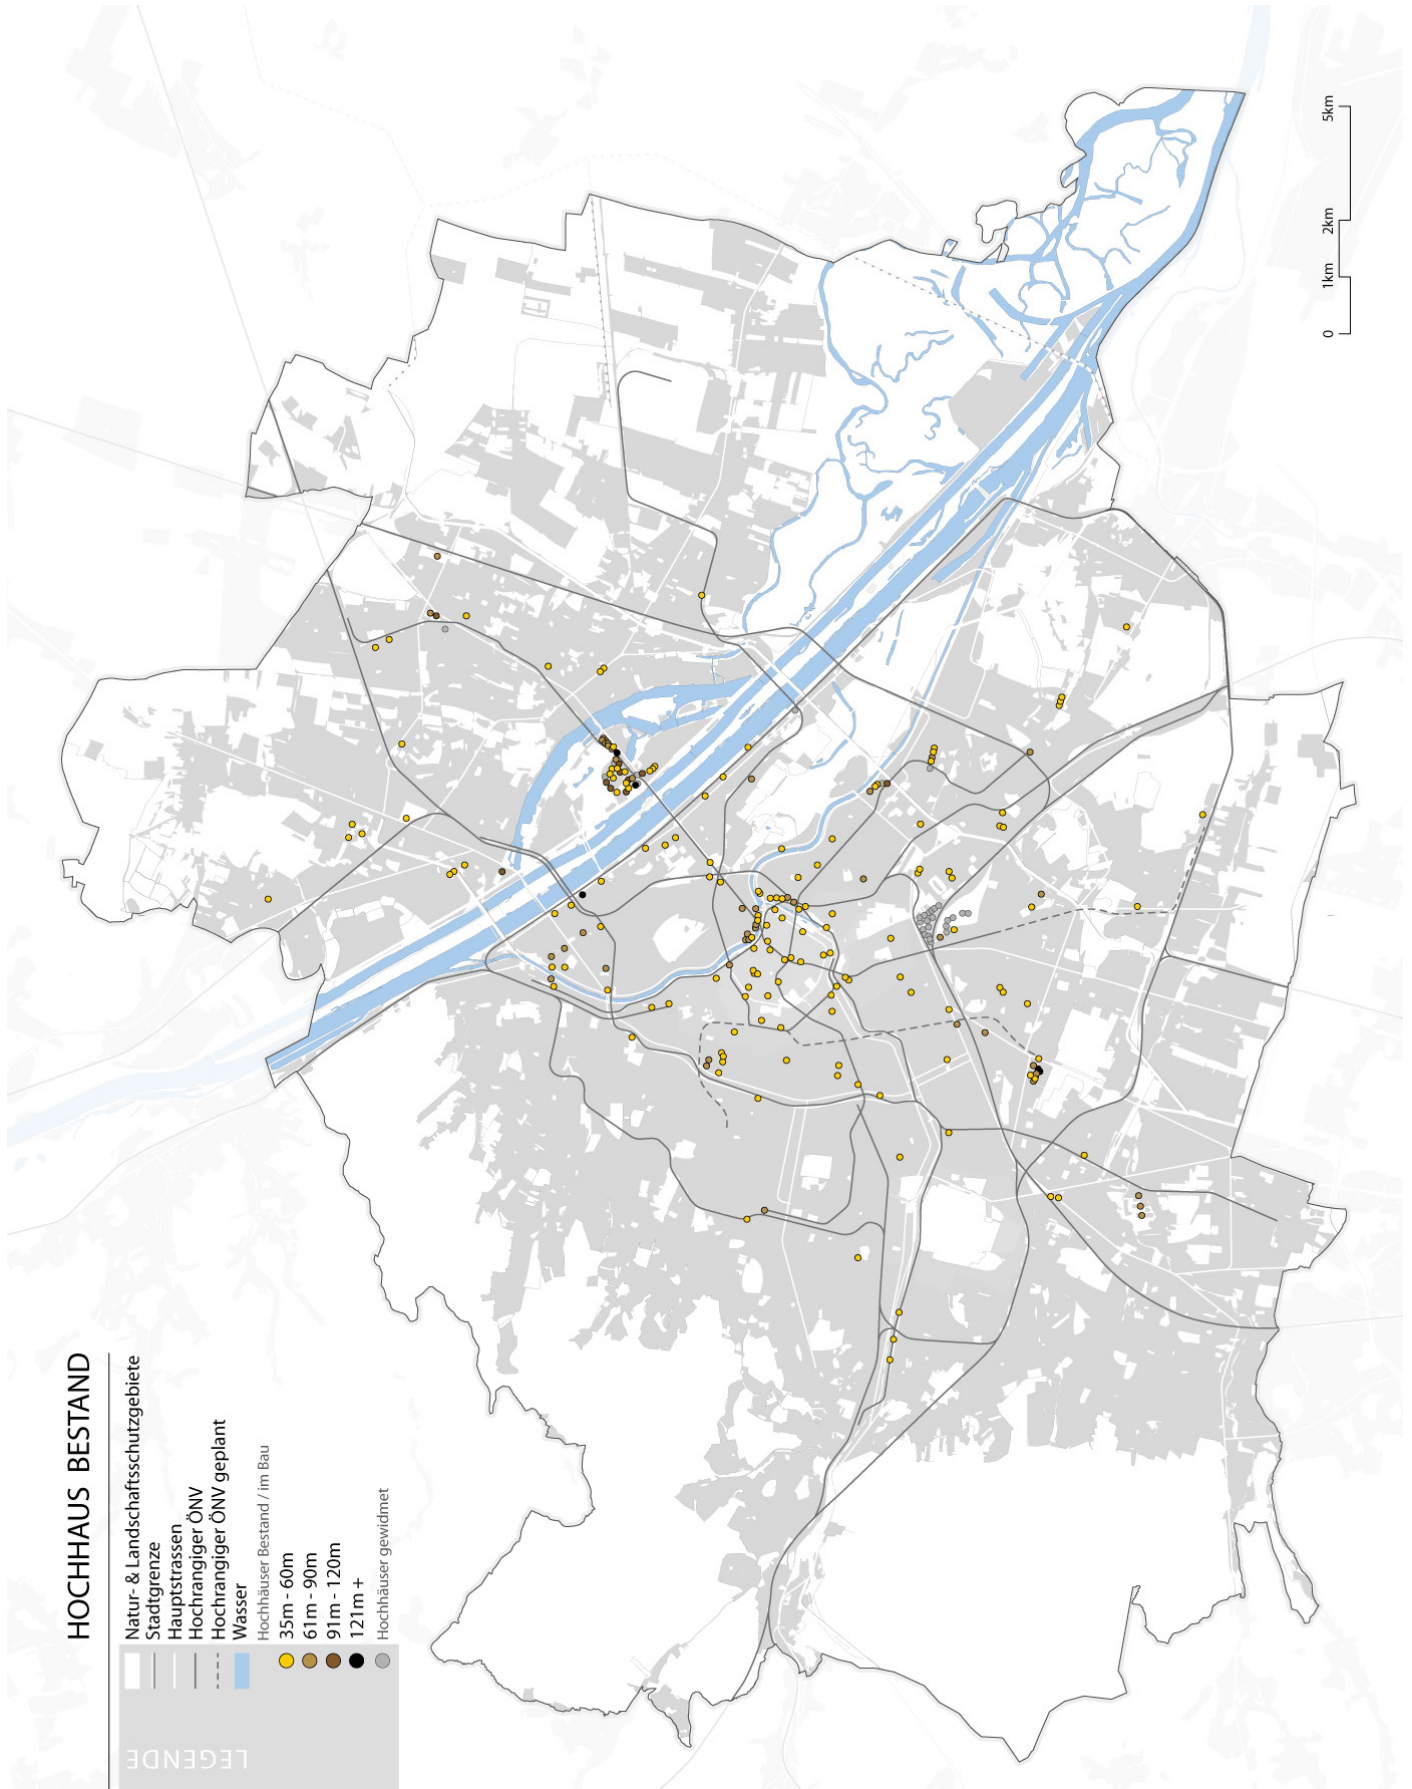 HOCHHAUS BESTAND
LEGENDE
Natur- & Landschaftsschutzgebiete
Stadtgrenze
Hauptstrassen
Hochrangiger ÖNV
Hochrangiger ÖNV geplant
Wasser
Hochhäuser Bestand / im Bau
35m - 60m
61m - 90m
91m - 120m
121m +
Hochhäuser gewidmet
0 1km 2km 5km